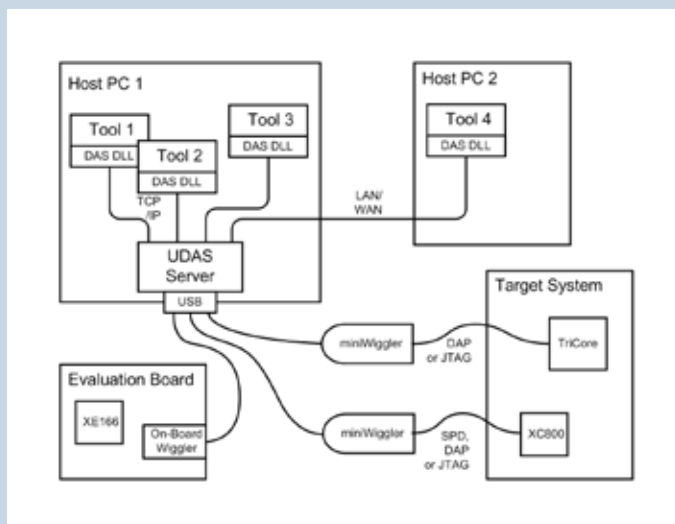 Host PC 1
Tool 1
DAS DLL
Tool 2
DAS DLL
Tool 3
DAS DLL
TCP
/IP
UDAS
Server
USB
Host PC 2
Tool 4
DAS DLL
LAN/
WAN
Target System
TriCore
XC800
miniWiggler
DAP
or JTAG
miniWiggler
SPD,
DAP
or JTAG
Evaluation Board
XE166
On-Board
Wiggler